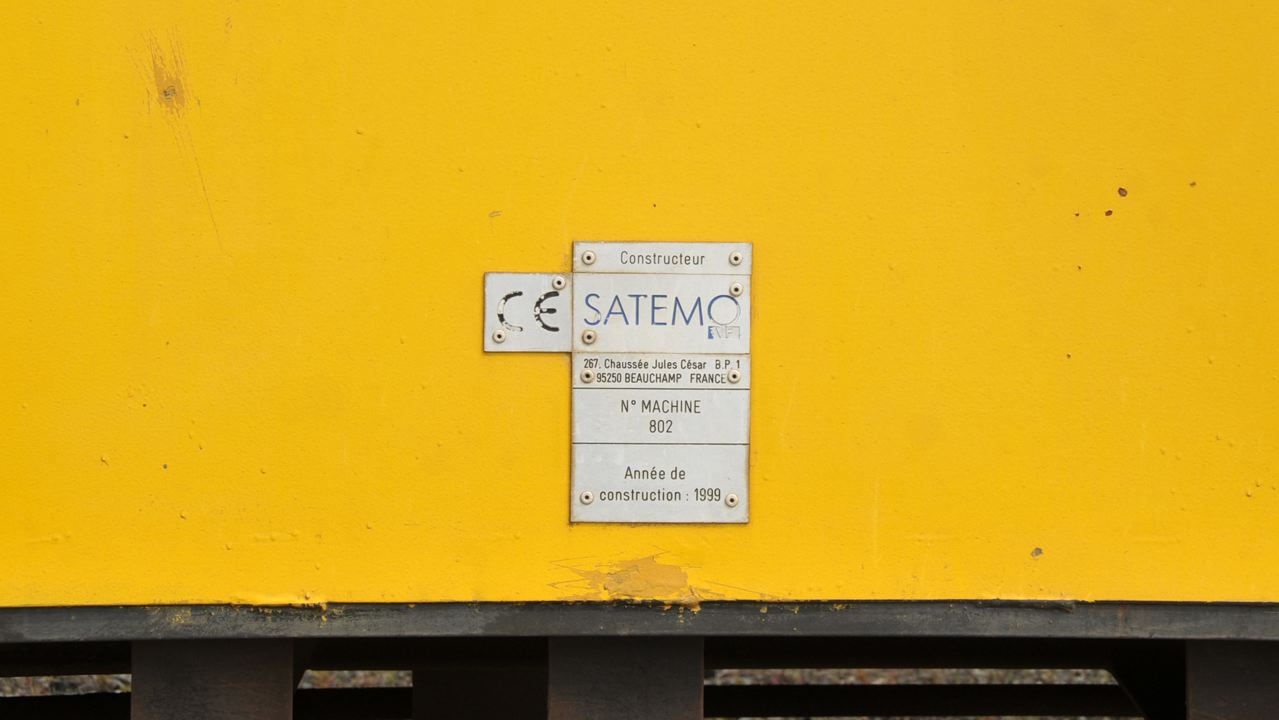 Constructeur
CE
SATEMO
267. Chaussée Jules César B.P. 1
95250 BEAUCHAMP FRANCE
N° MACHINE
802
Année de
construction : 1999